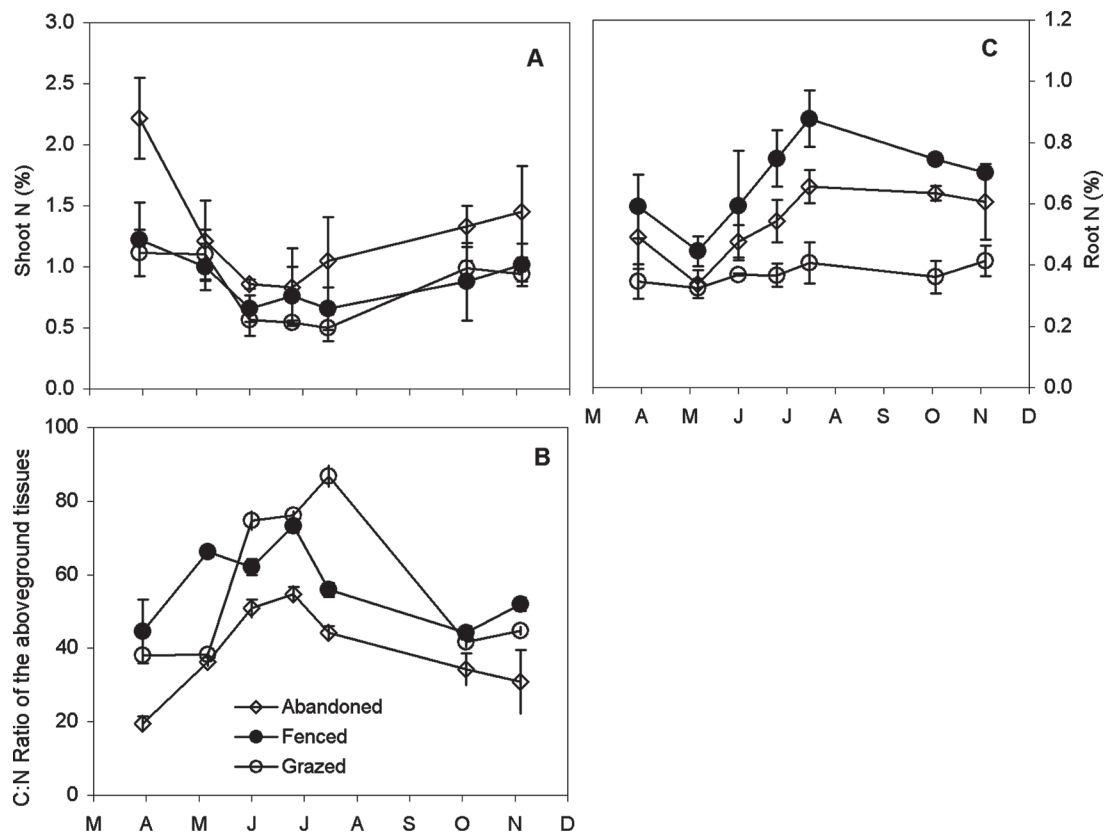 A
Shoot N (%)
3.0
2.5
2.0
1.5
1.0
0.5
0.0
C
Root N (%)
1.2
1.0
0.8
0.6
0.4
0.2
0.0
M A M J J A S O N D
B
C:N Ratio of the aboveground tissues
100
80
60
40
20
0
Abandoned
Fenced
Grazed
M A M J J A S O N D